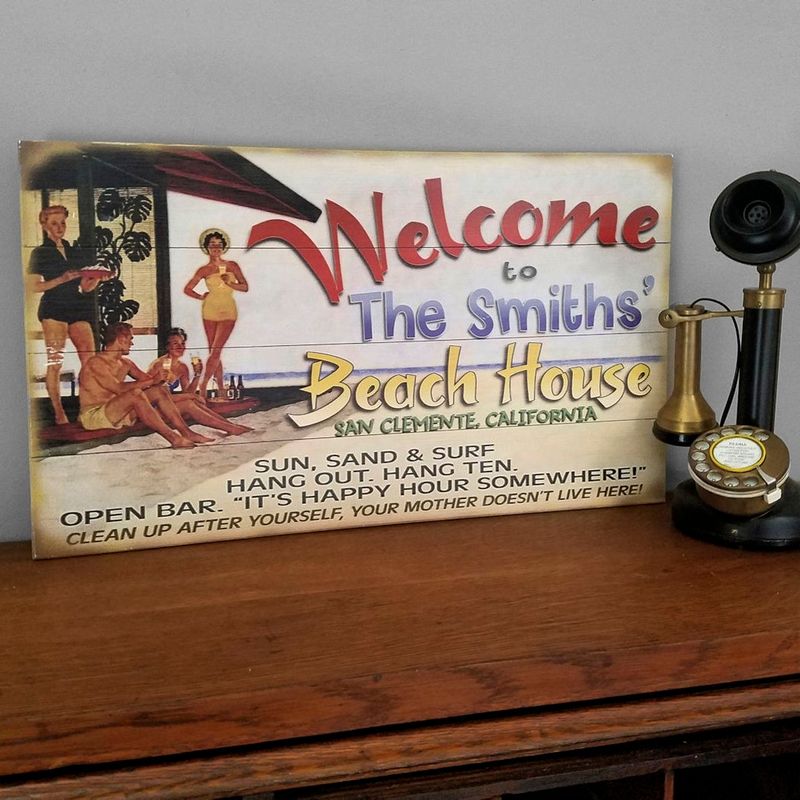 Welcome
to
The Smiths'
Beach House
SAN CLEMENTE, CALIFORNIA
SUN, SAND & SURF
HANG OUT. HANG TEN.
OPEN BAR. "IT'S HAPPY HOUR SOMEWHERE!"
CLEAN UP AFTER YOURSELF, YOUR MOTHER DOESN'T LIVE HERE!